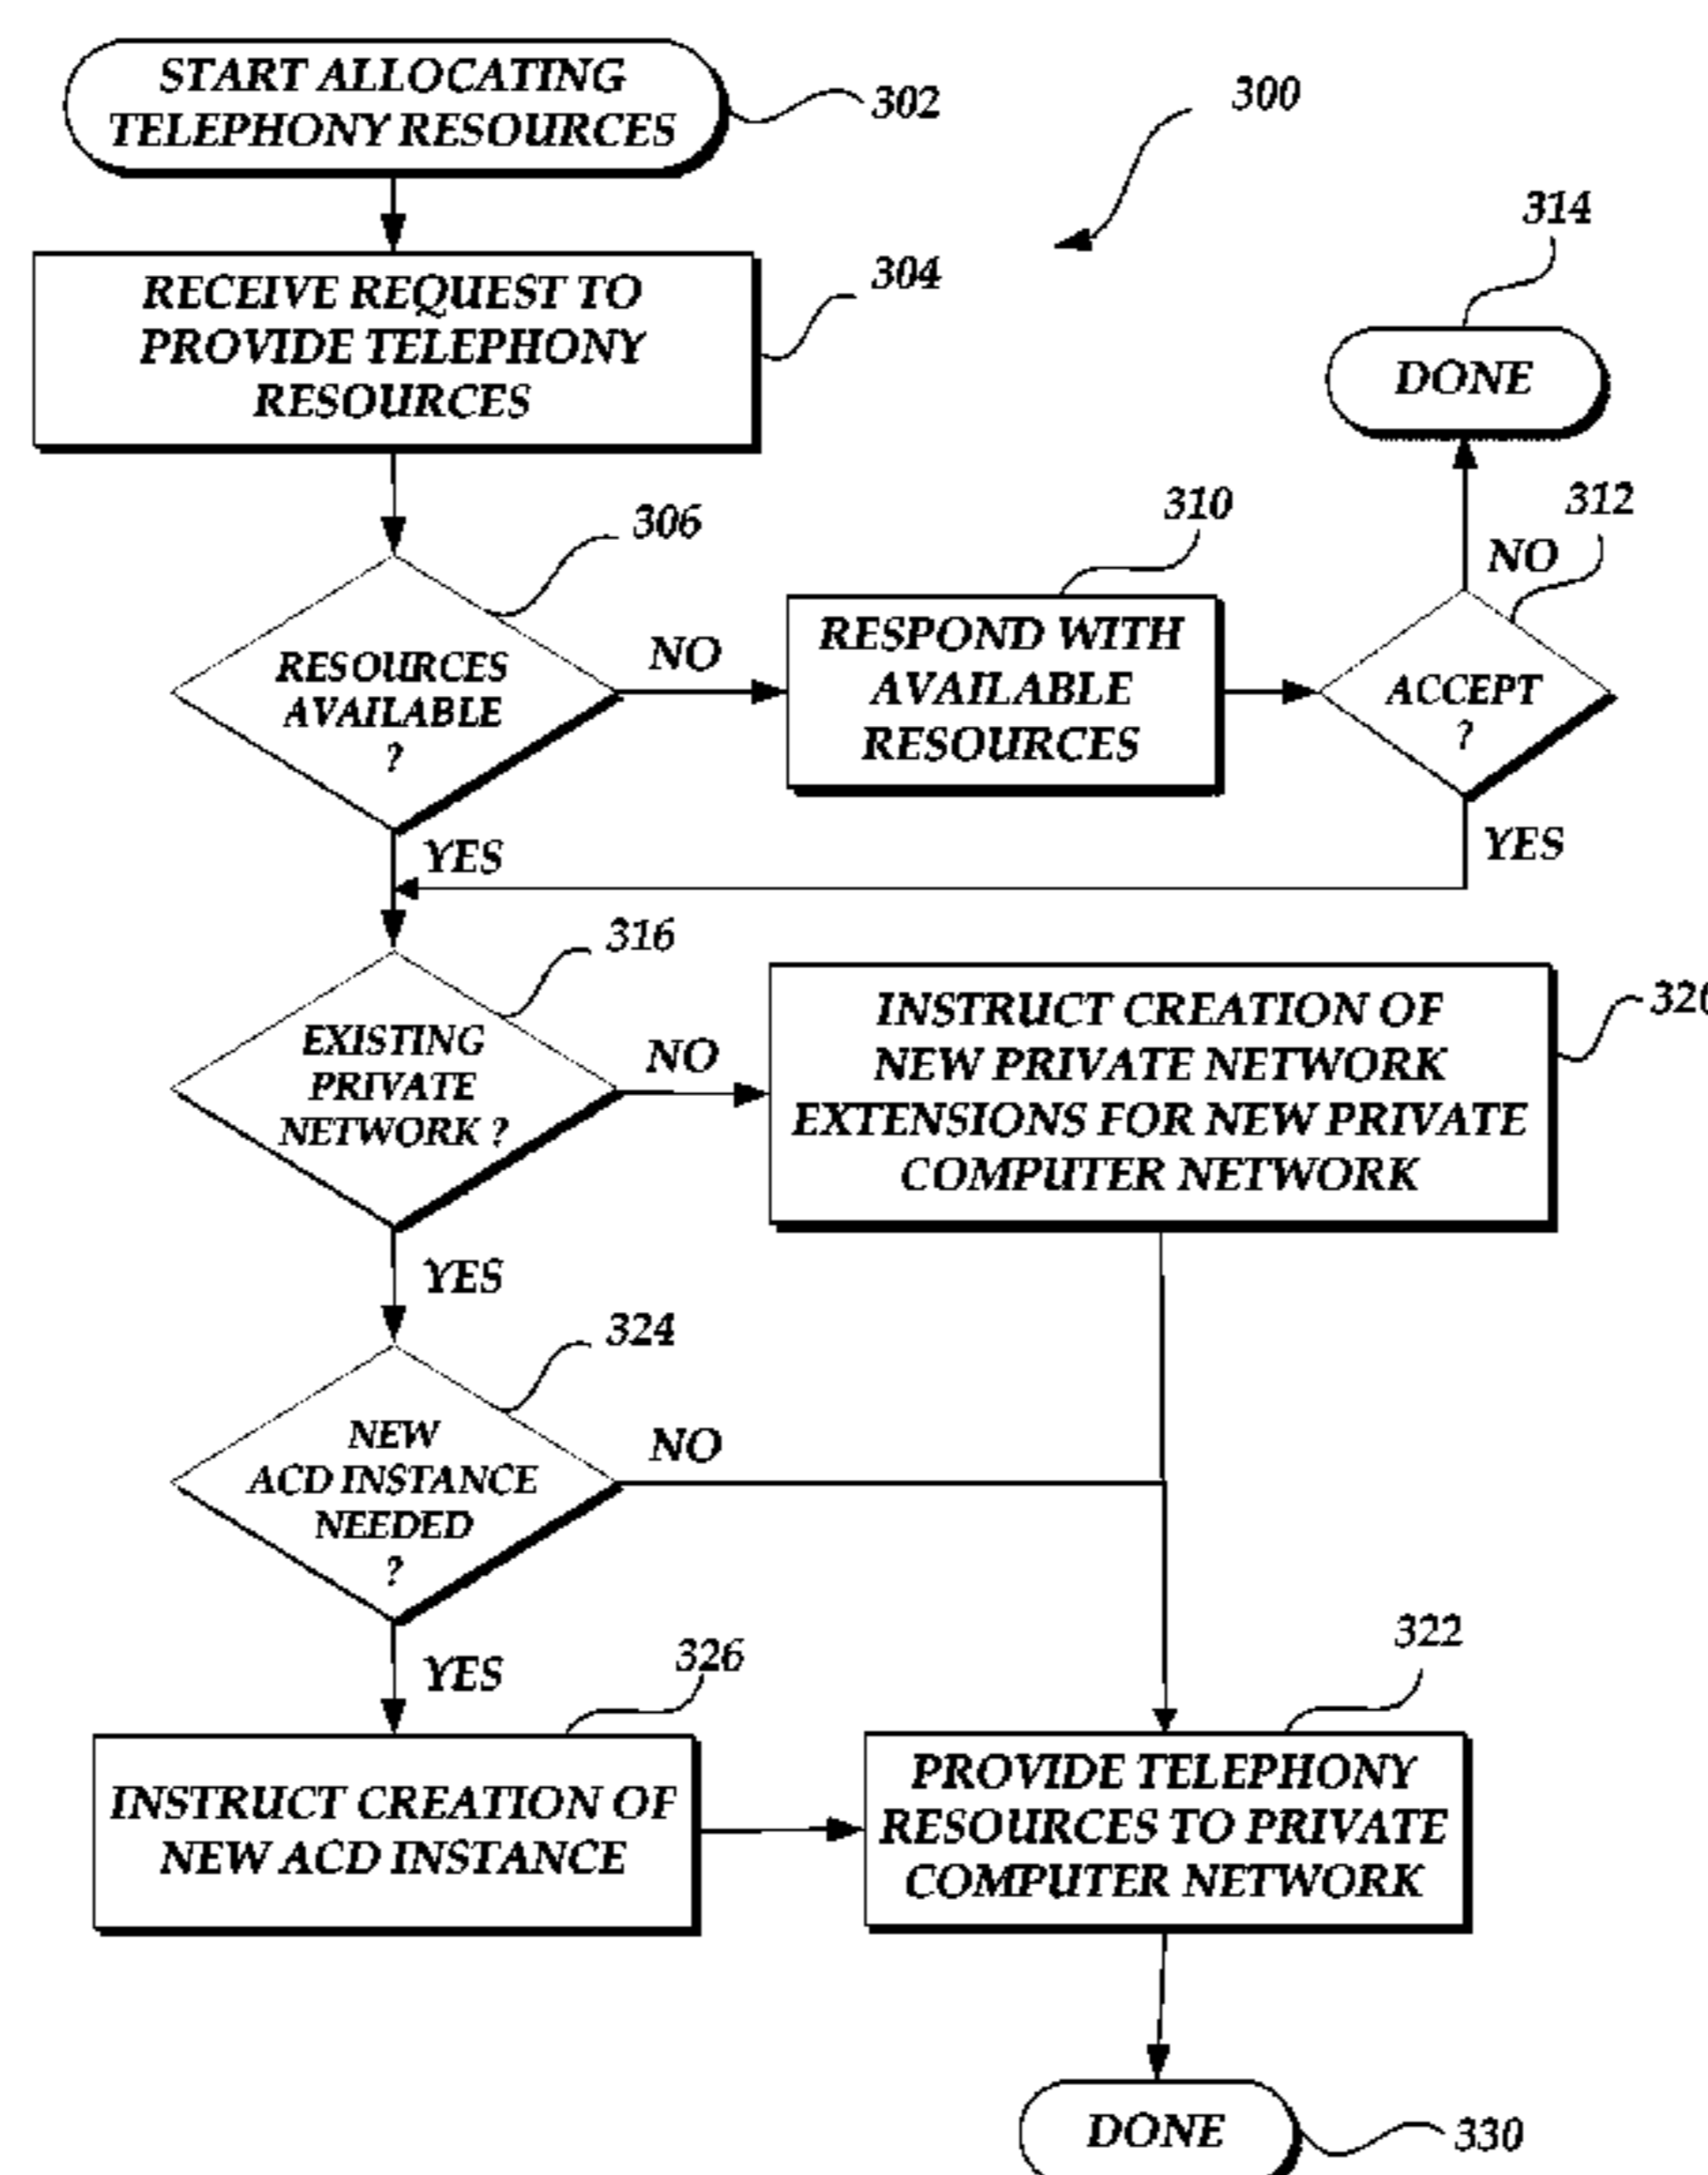 START ALLOCATING
TELEPHONY RESOURCES
302
300
RECEIVE REQUEST TO
PROVIDE TELEPHONY
RESOURCES
304
314
DONE
306
310
312
NO
RESOURCES
AVAILABLE
?
NO
RESPOND WITH
AVAILABLE
RESOURCES
ACCEPT
?
YES
YES
316
EXISTING
PRIVATE
NETWORK ?
NO
INSTRUCT CREATION OF
NEW PRIVATE NETWORK
EXTENSIONS FOR NEW PRIVATE
COMPUTER NETWORK
320
YES
324
NEW
ACD INSTANCE
NEEDED
?
NO
YES
326
322
INSTRUCT CREATION OF
NEW ACD INSTANCE
PROVIDE TELEPHONY
RESOURCES TO PRIVATE
COMPUTER NETWORK
DONE
330